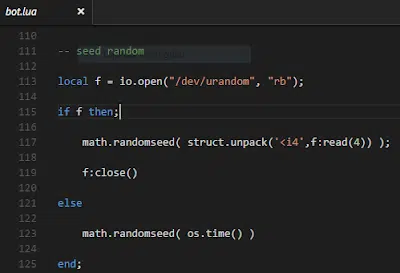 bot.lua ×
110
111 -- seed random
112
113 local f = io.open("/dev/urandom", "rb");
114
115 if f then;
116
117 math.randomseed( struct.unpack('<i4',f:read(4)) );
118
119 f:close()
120
121 else
122
123 math.randomseed( os.time() )
124
125 end;